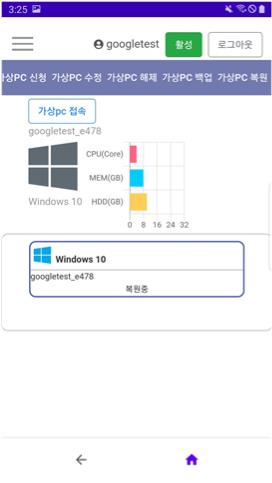 3:25
googletest 활성 로그아웃
가상PC 신청 가상PC 수정 가상PC 해제 가상PC 백업 가상PC 복원
가상pc 접속
googletest_e478
CPU(Core)
MEM(GB)
HDD(GB)
Windows 10
0 8 16 24 32
Windows 10
googletest_e478
복원중